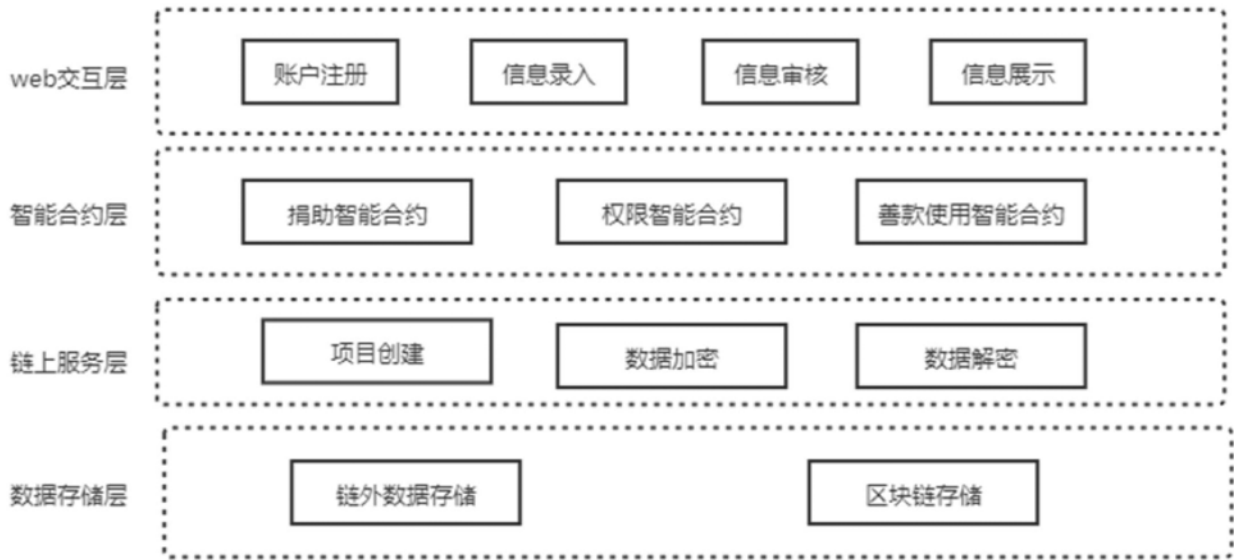 web交互层 账户注册 信息录入 信息审核 信息展示
智能合约层 捐助智能合约 权限智能合约 善款使用智能合约
链上服务层 项目创建 数据加密 数据解密
数据存储层 链外数据存储 区块链存储